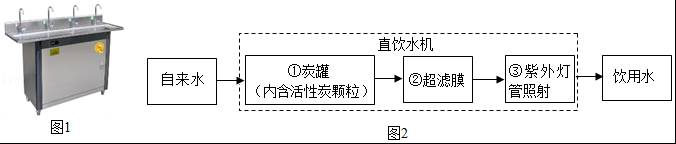 直饮水机
自来水
①炭罐
(内含活性炭颗粒)
②超滤膜
③紫外灯
管照射
饮用水
图1
图2